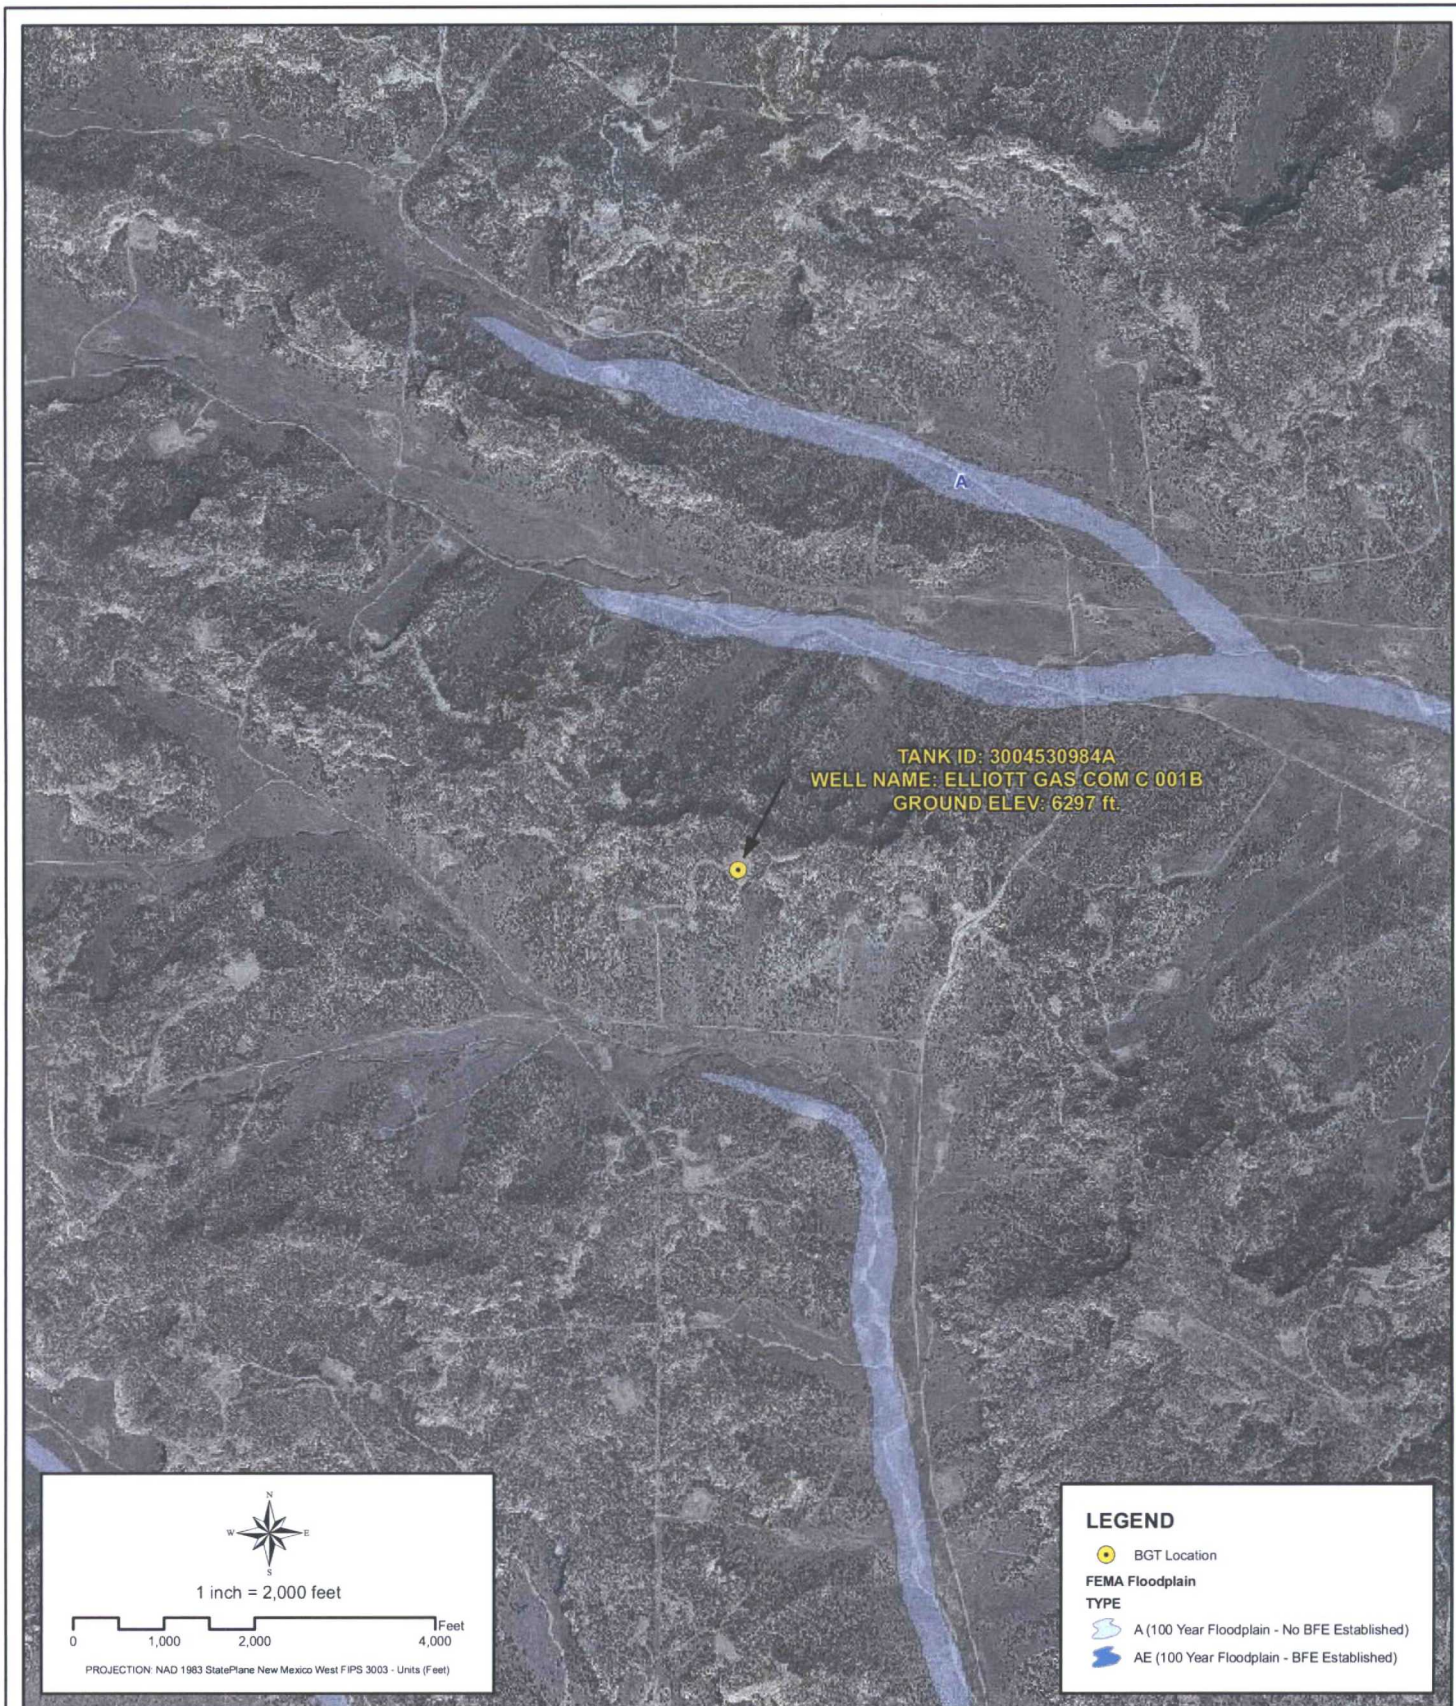 A
TANK ID: 3004530984A
WELL NAME: ELLIOTT GAS COM C 001B
GROUND ELEV: 6297 ft.
N
W E
S
1 inch = 2,000 feet
Feet
0 1,000 2,000 4,000
PROJECTION: NAD 1983 StatePlane New Mexico West FIPS 3003 - Units (Feet)
LEGEND
BGT Location
FEMA Floodplain
TYPE
A (100 Year Floodplain - No BFE Established)
AE (100 Year Floodplain - BFE Established)